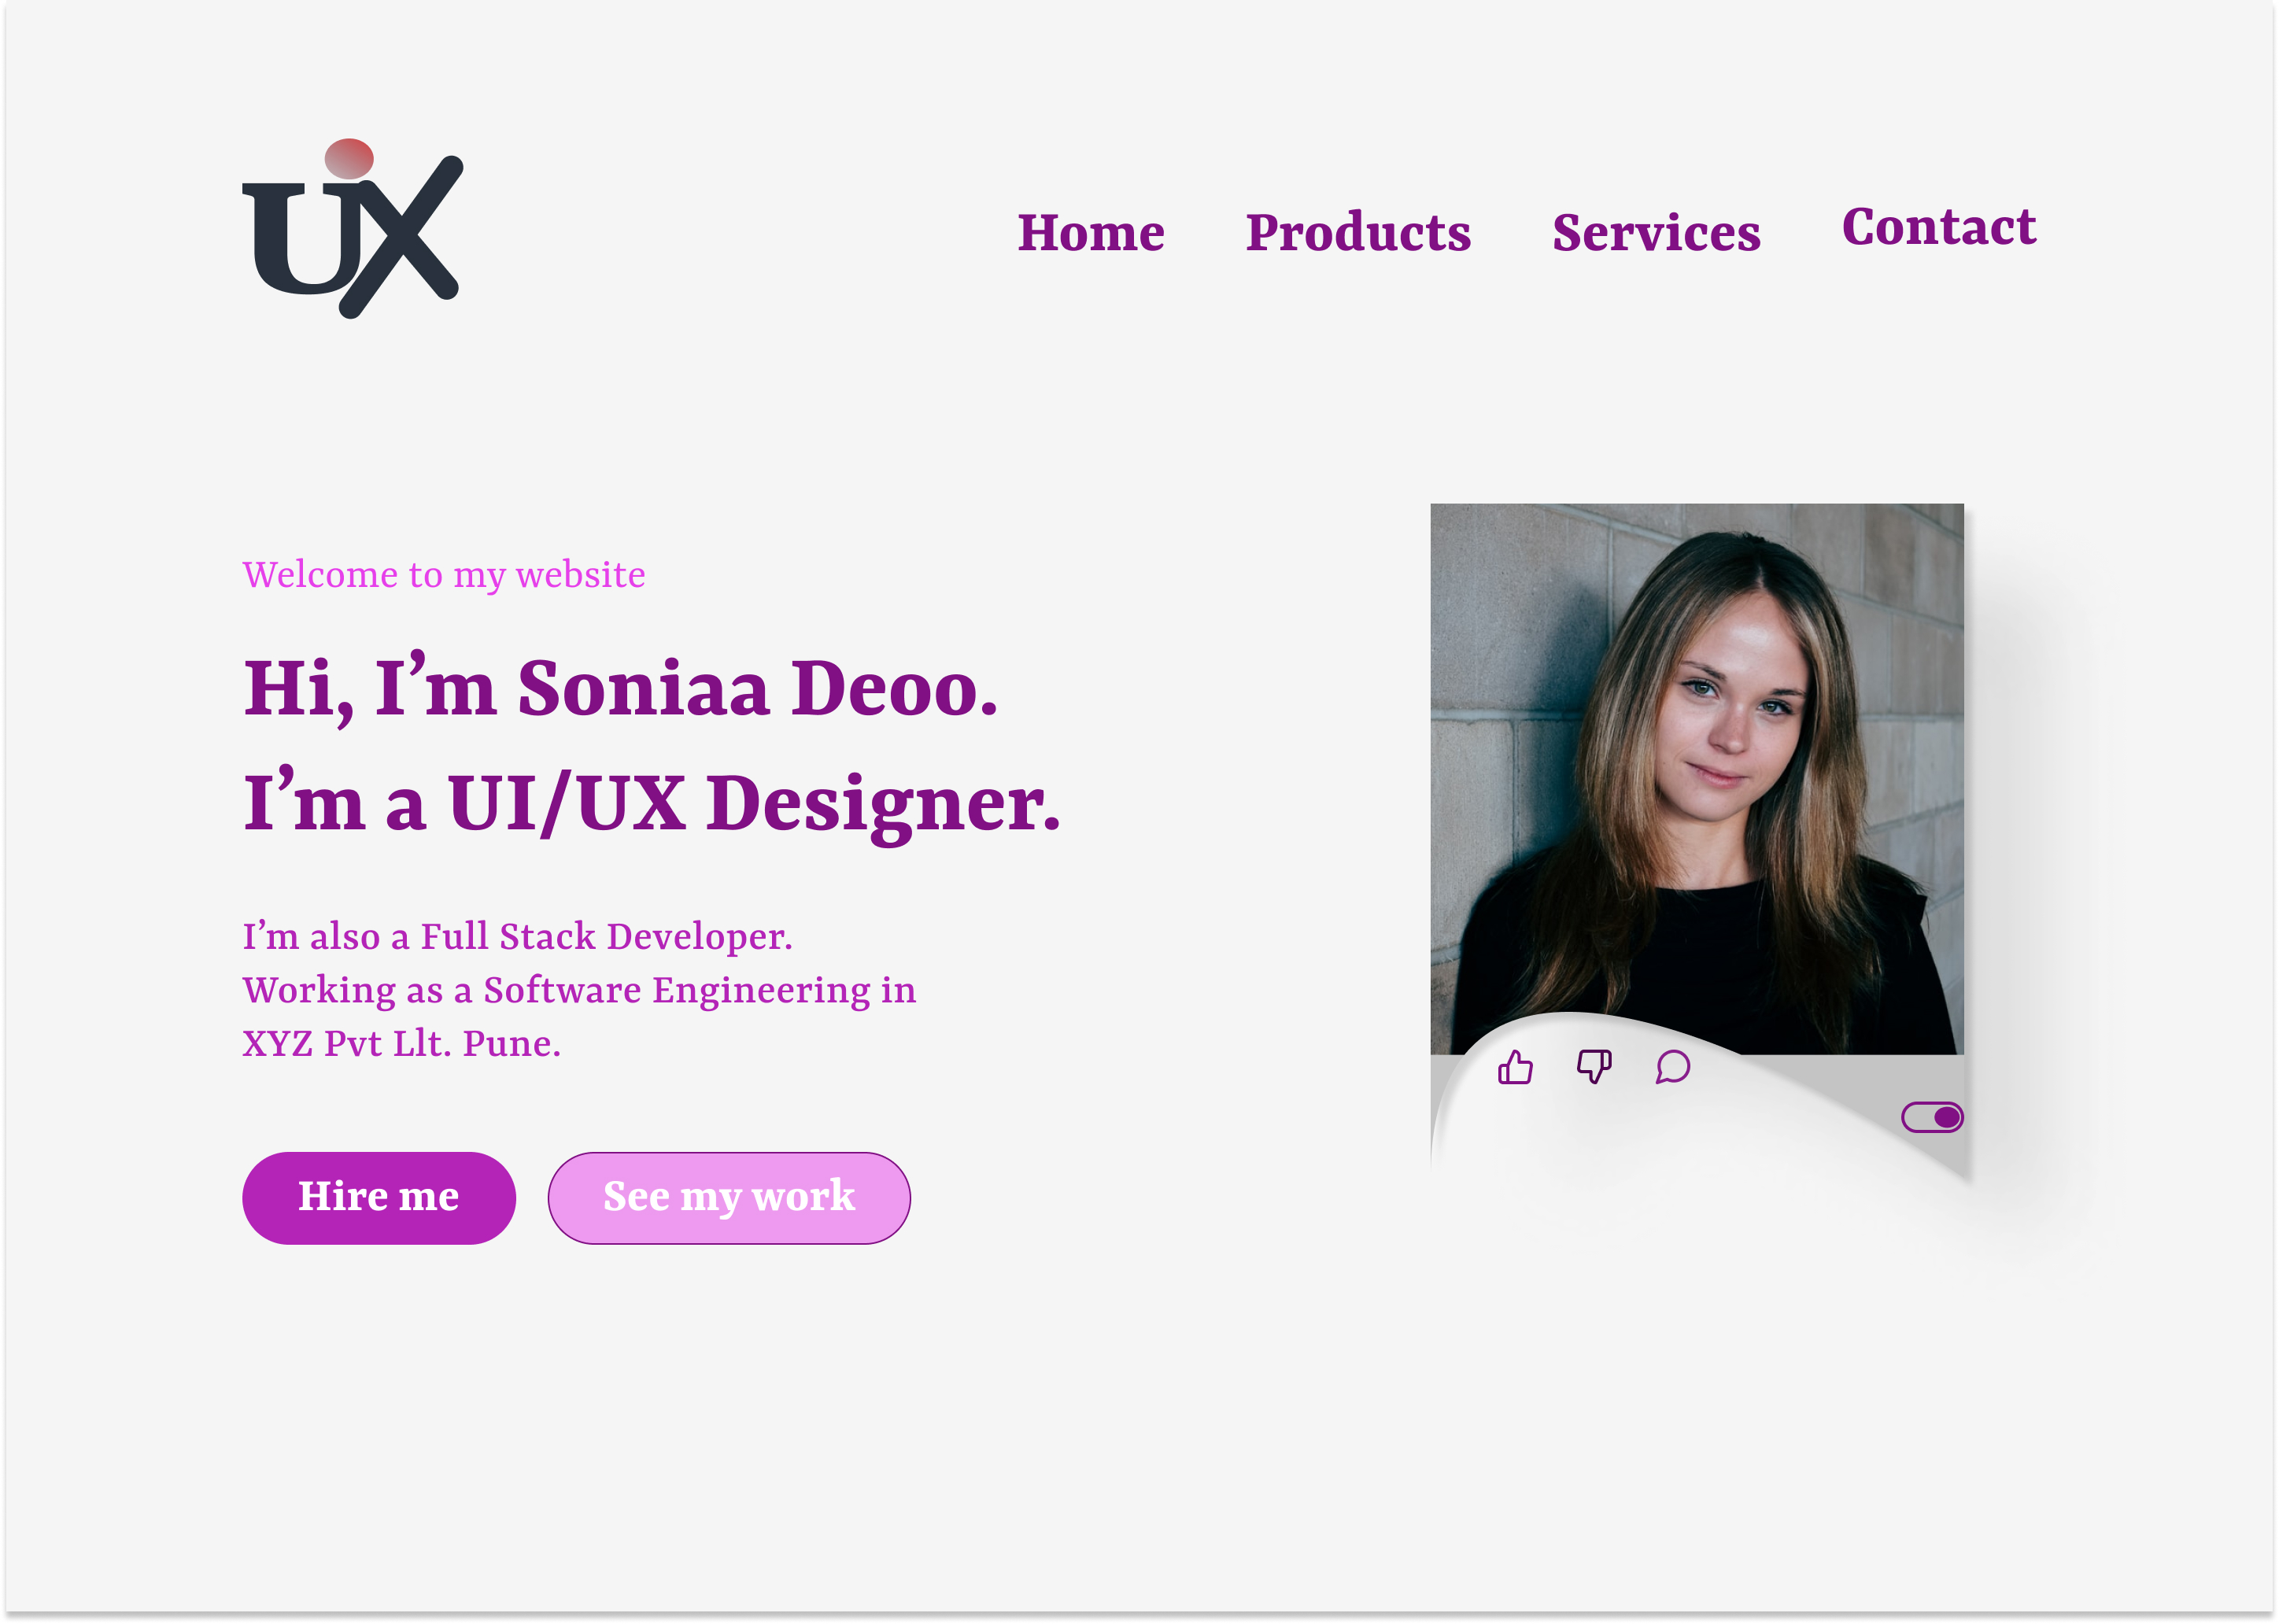 UX
Home Products Services Contact
Welcome to my website
Hi, I’m Soniaa Deoo.
I’m a UI/UX Designer.
I’m also a Full Stack Developer.
Working as a Software Engineering in
XYZ Pvt Llt. Pune.
Hire me See my work